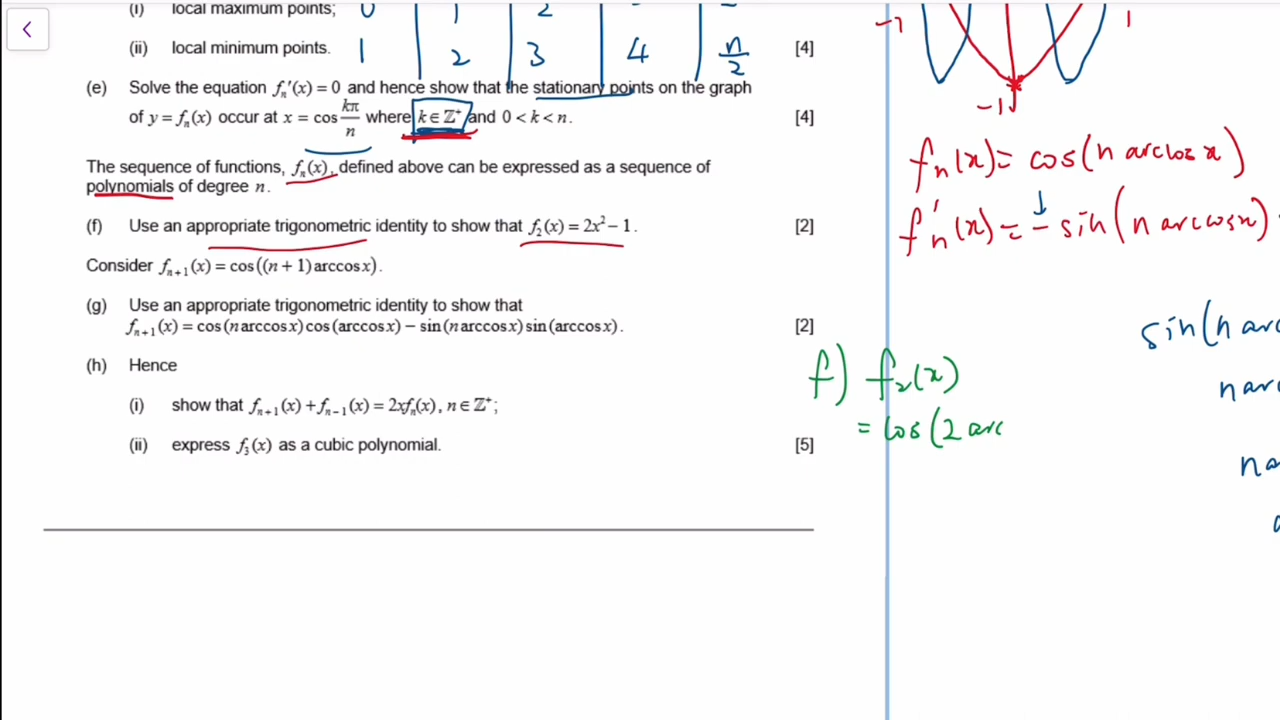 (i) local maximum points; 0 1 2
(ii) local minimum points. 1 2 3 4 n/2 [4]
(e) Solve the equation fₙ′(x) = 0 and hence show that the stationary points on the graph
of y = fₙ(x) occur at x = cos kπ/n where k ∈ ℤ⁺ and 0 < k < n. [4]
The sequence of functions, fₙ(x), defined above can be expressed as a sequence of
polynomials of degree n.
(f) Use an appropriate trigonometric identity to show that f₂(x) = 2x² − 1. [2]
Consider fₙ₊₁(x) = cos((n + 1) arccos x).
(g) Use an appropriate trigonometric identity to show that
fₙ₊₁(x) = cos(n arccos x) cos(arccos x) − sin(n arccos x) sin(arccos x). [2]
(h) Hence
(i) show that fₙ₊₁(x) + fₙ₋₁(x) = 2xfₙ(x), n ∈ ℤ⁺;
(ii) express f₃(x) as a cubic polynomial. [5]
-1 1
-1
fₙ(x) = cos(n arccos x)
fₙ′(x) = - sin(n arccos x)
sin(n arc
narc
na
f) f₂(x)
= cos(2 arc